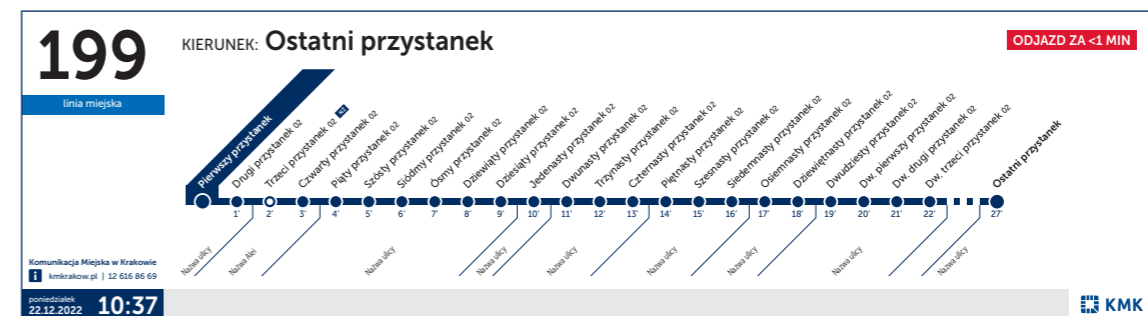 199
linia miejska
KIERUNEK: Ostatni przystanek
ODJAZD ZA <1 MIN
Pierwszy przystanek
Drugi przystanek 02
Trzeci przystanek 02
Czwarty przystanek 02
Piąty przystanek 02
Szósty przystanek 02
Siódmy przystanek 02
Ósmy przystanek 02
Dziewiąty przystanek 02
Dziesiąty przystanek 02
Jedenasty przystanek 02
Dwunasty przystanek 02
Trzynasty przystanek 02
Czternasty przystanek 02
Piętnasty przystanek 02
Szesnasty przystanek 02
Siedemnasty przystanek 02
Osiemnasty przystanek 02
Dziewiętnasty przystanek 02
Dwudziesty przystanek 02
Dw. pierwszy przystanek 02
Dw. drugi przystanek 02
Dw. trzeci przystanek 02
Ostatni przystanek
1' 2' 3' 4' 5' 6' 7' 8' 9' 10' 11' 12' 13' 14' 15' 16' 17' 18' 19' 20' 21' 22' 27'
Nazwa ulicy
Nazwa Alei
Nazwa ulicy
Nazwa ulicy
Nazwa ulicy
Nazwa ulicy
Nazwa ulicy
Nazwa ulicy
Nazwa ulicy
Komunikacja Miejska w Krakowie
i kmkrakow.pl | 12 616 86 69
poniedziałek
22.12.2022 10:37
KMK